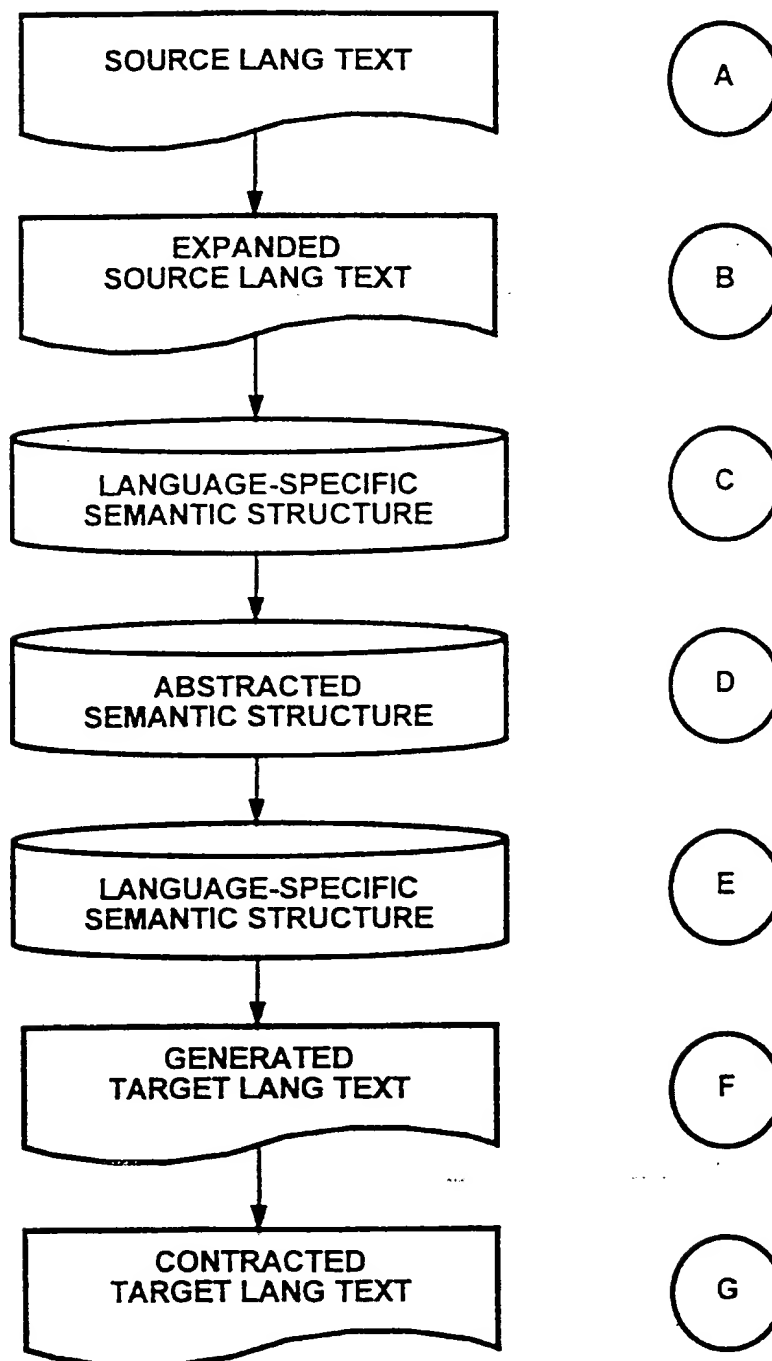 SOURCE LANG TEXT
A
EXPANDED
SOURCE LANG TEXT
B
LANGUAGE-SPECIFIC
SEMANTIC STRUCTURE
C
ABSTRACTED
SEMANTIC STRUCTURE
D
LANGUAGE-SPECIFIC
SEMANTIC STRUCTURE
E
GENERATED
TARGET LANG TEXT
F
CONTRACTED
TARGET LANG TEXT
G